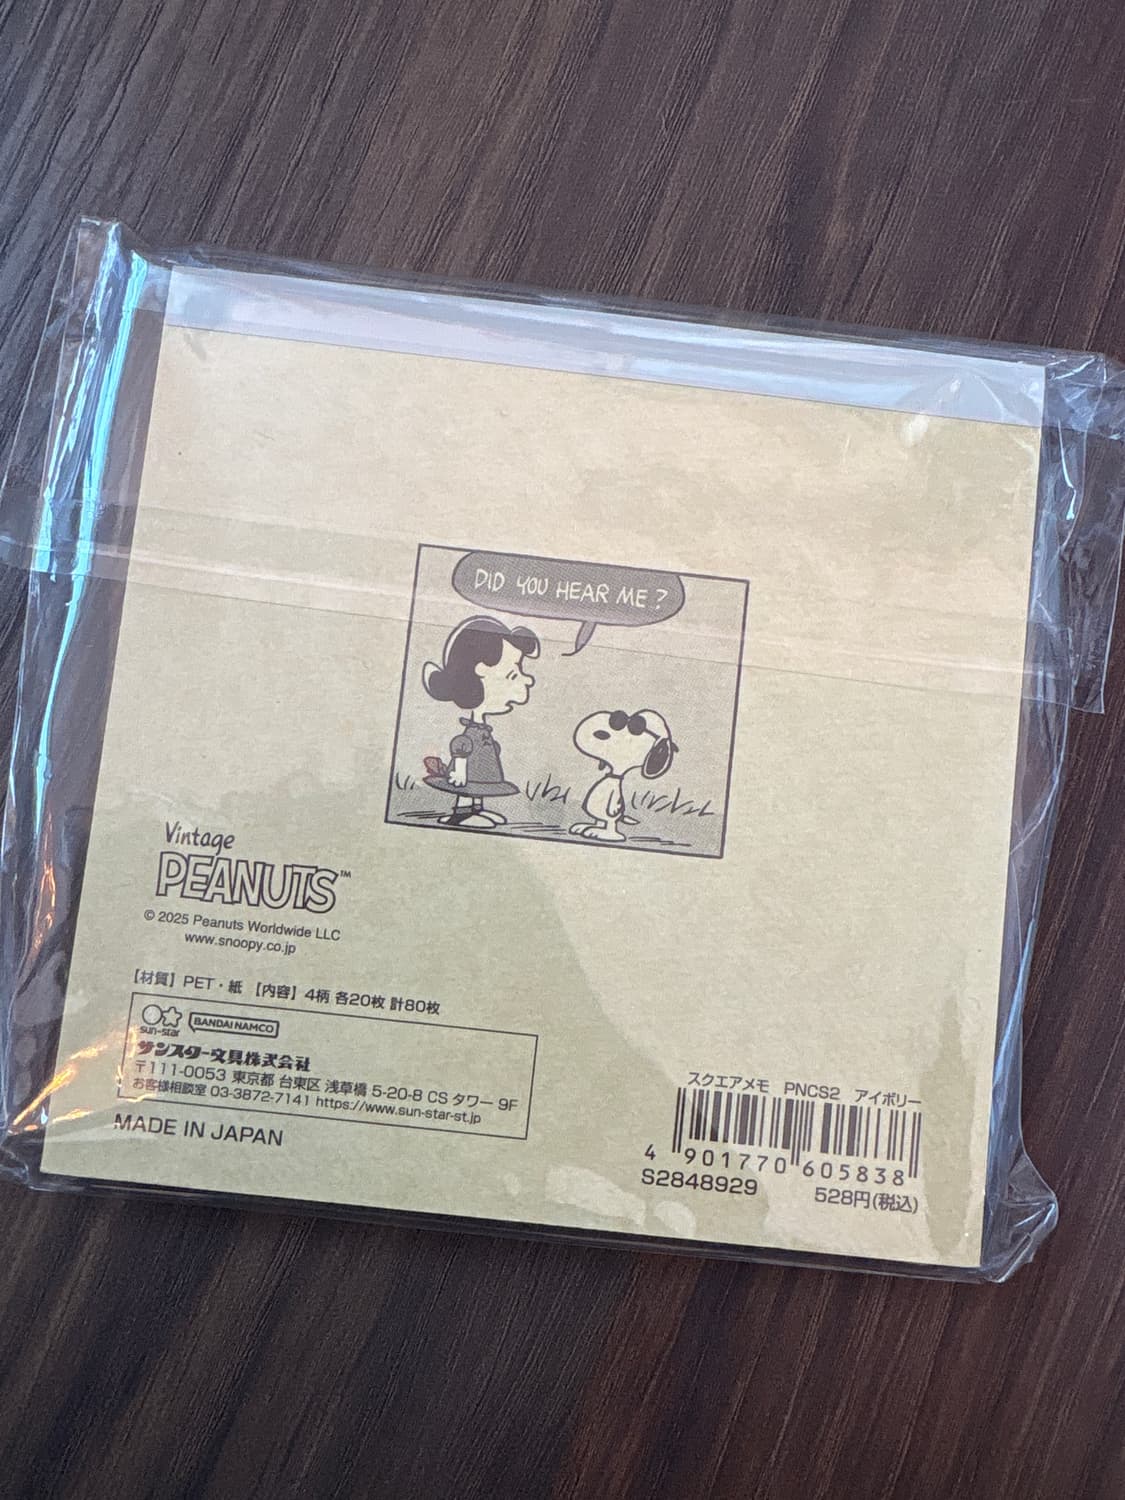 DID YOU HEAR ME?
Vintage
PEANUTS™
© 2025 Peanuts Worldwide LLC
www.snoopy.co.jp
【材質】PET・紙 【内容】4柄 各20枚 計80枚
sun-star BANDAI NAMCO
サンスター文具株式会社
〒111-0053 東京都 台東区 浅草橋 5-20-8 CS タワー 9F
お客様相談室 03-3872-7141 https://www.sun-star-st.jp
MADE IN JAPAN
スクエアメモ PNCS2 アイボリー
4 901770 605838
S2848929 528円(税込)